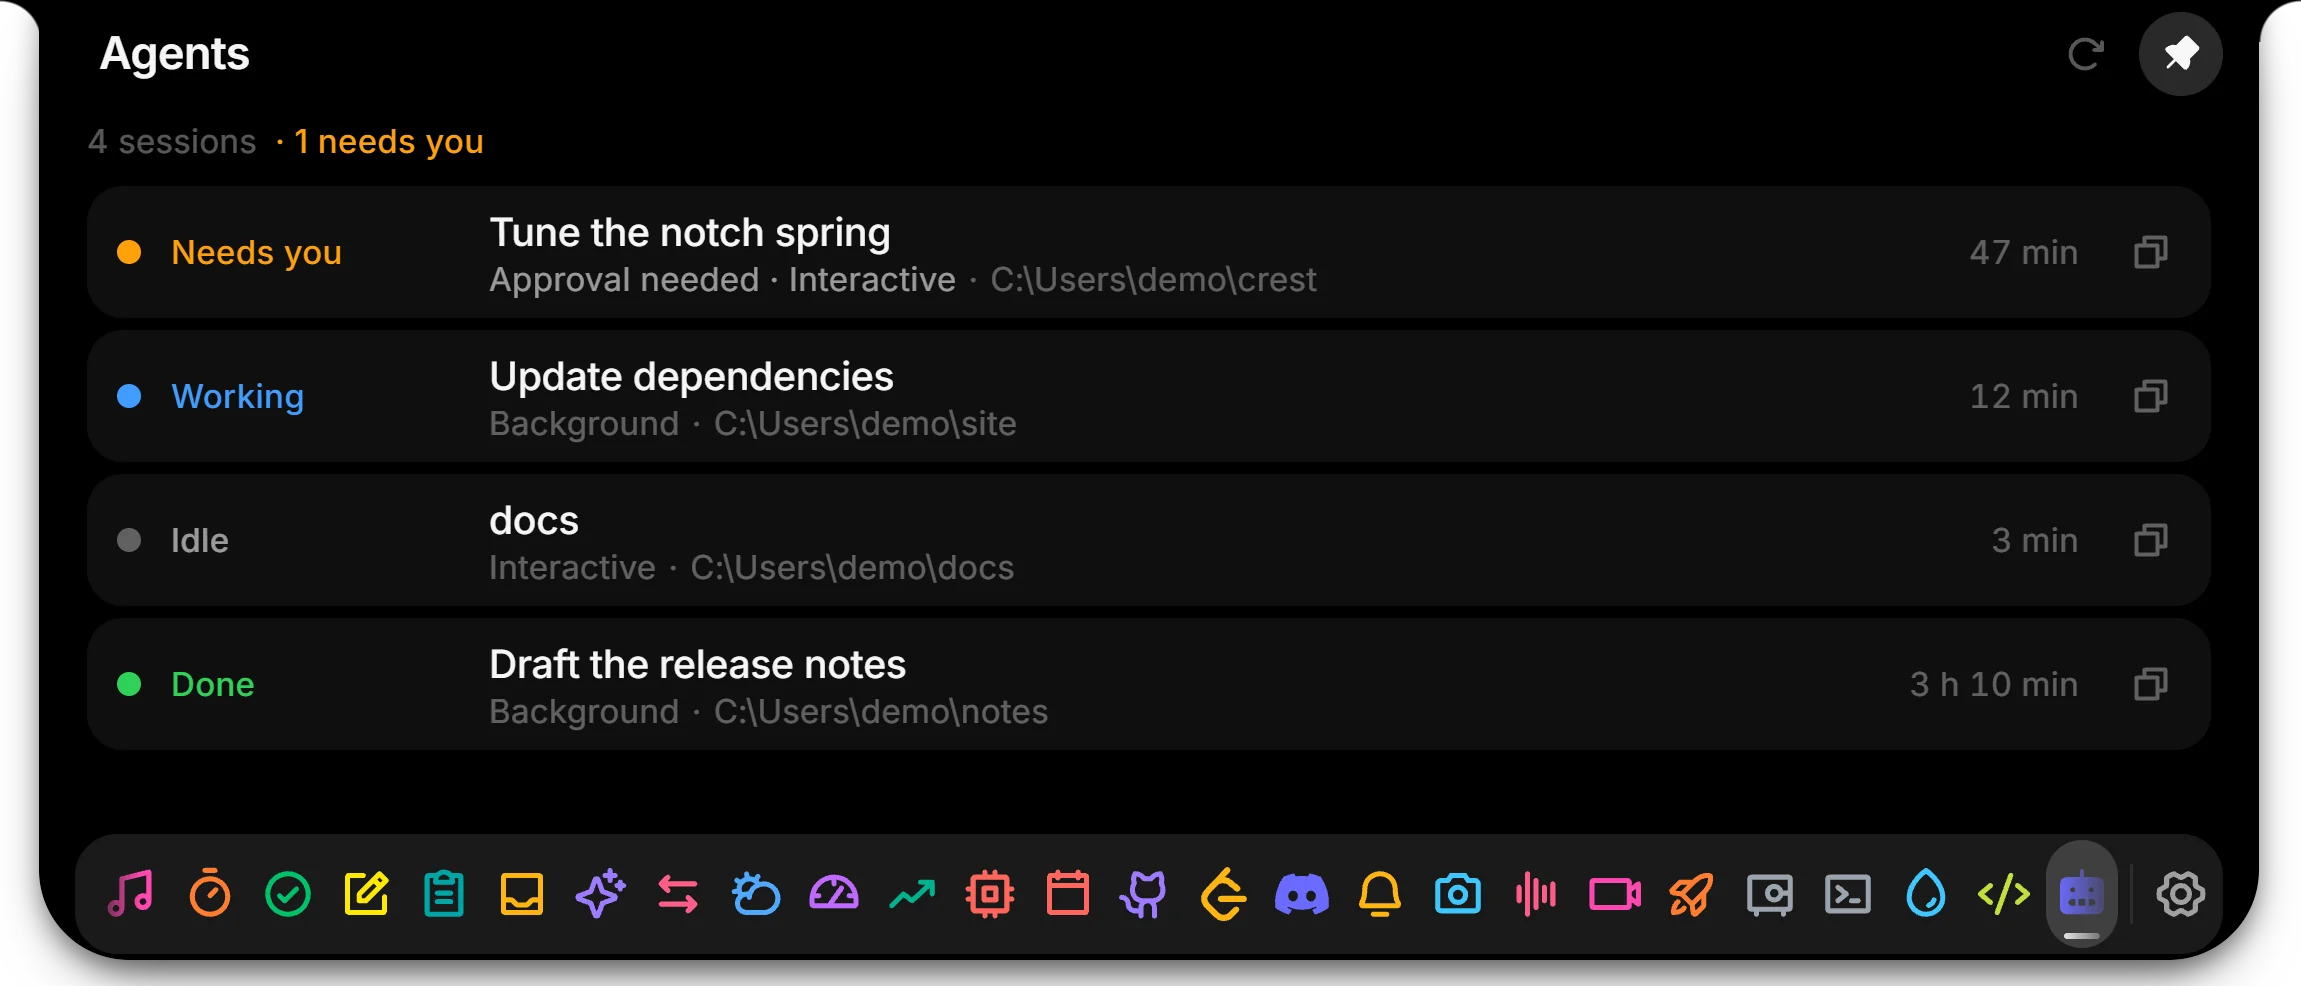 Agents
4 sessions · 1 needs you
Needs you
Tune the notch spring
Approval needed · Interactive · C:\Users\demo\crest
47 min
Working
Update dependencies
Background · C:\Users\demo\site
12 min
Idle
docs
Interactive · C:\Users\demo\docs
3 min
Done
Draft the release notes
Background · C:\Users\demo\notes
3 h 10 min